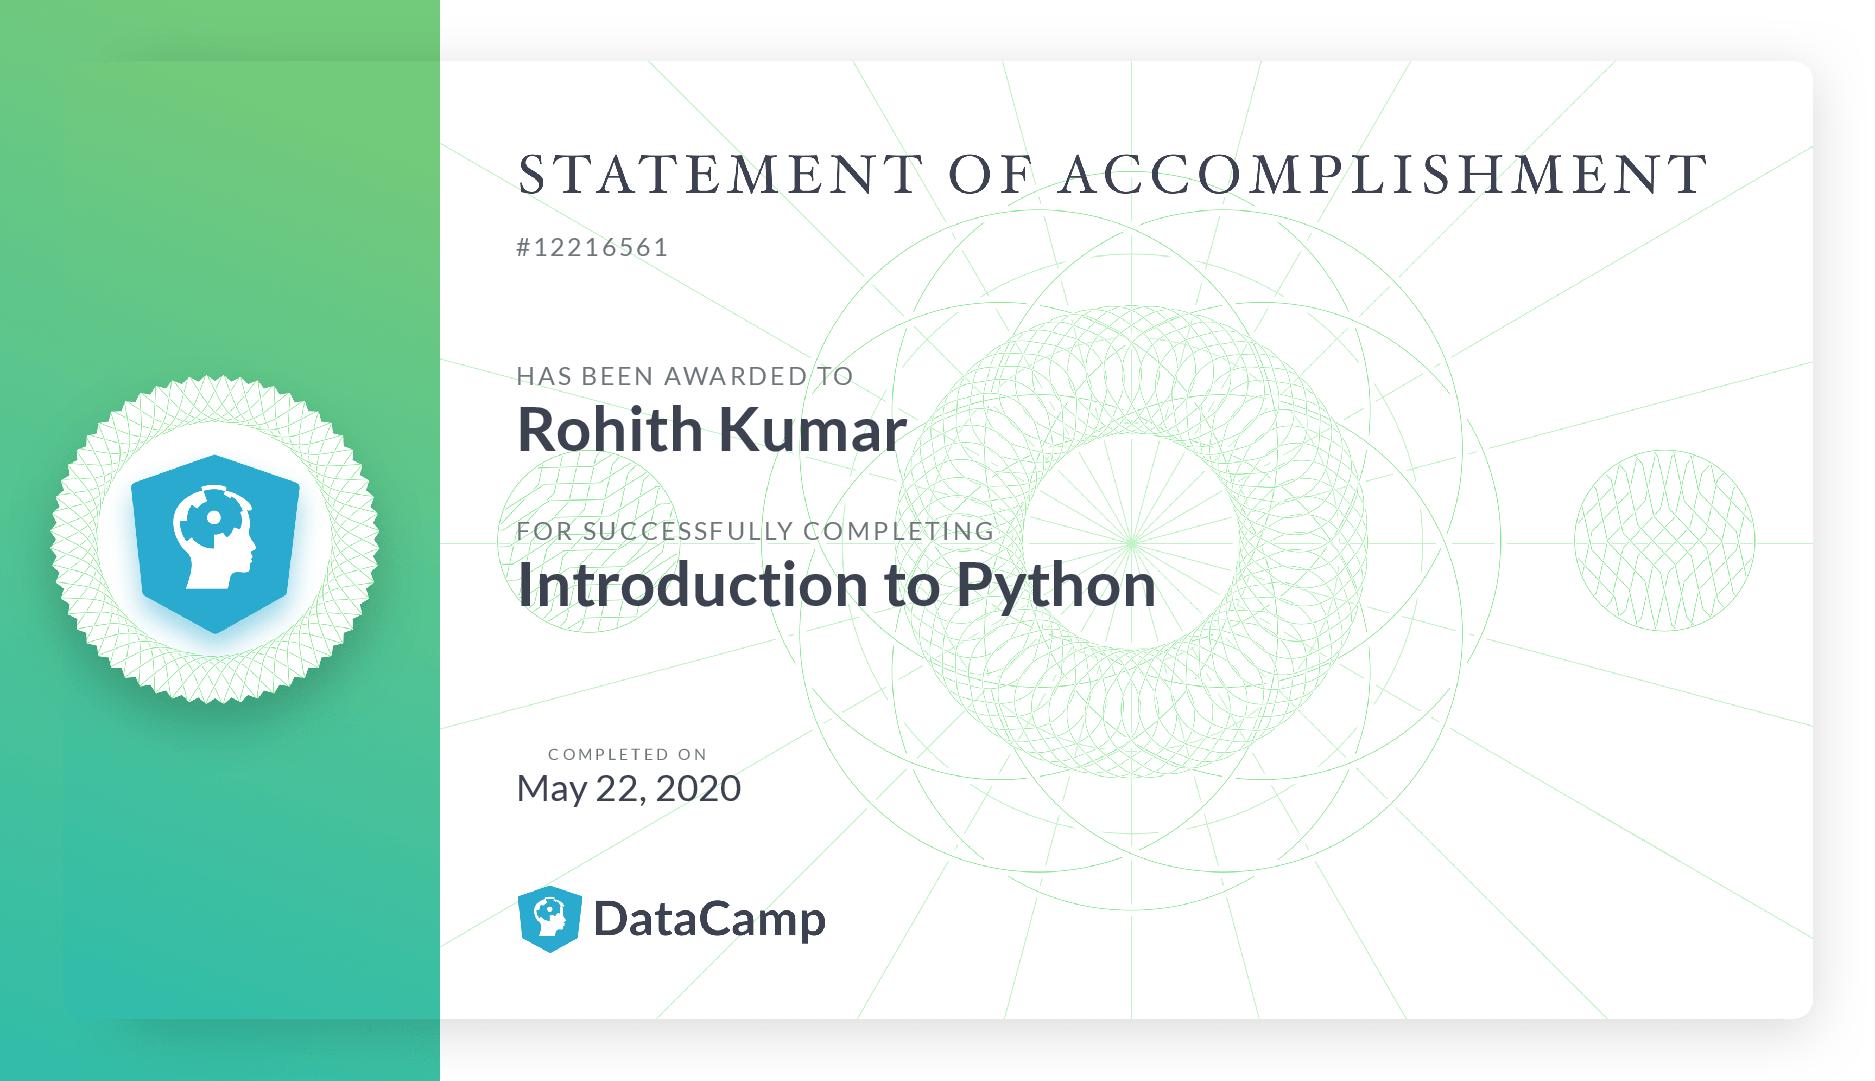 STATEMENT OF ACCOMPLISHMENT
#12216561
HAS BEEN AWARDED TO
Rohith Kumar
FOR SUCCESSFULLY COMPLETING
Introduction to Python
COMPLETED ON
May 22, 2020
DataCamp